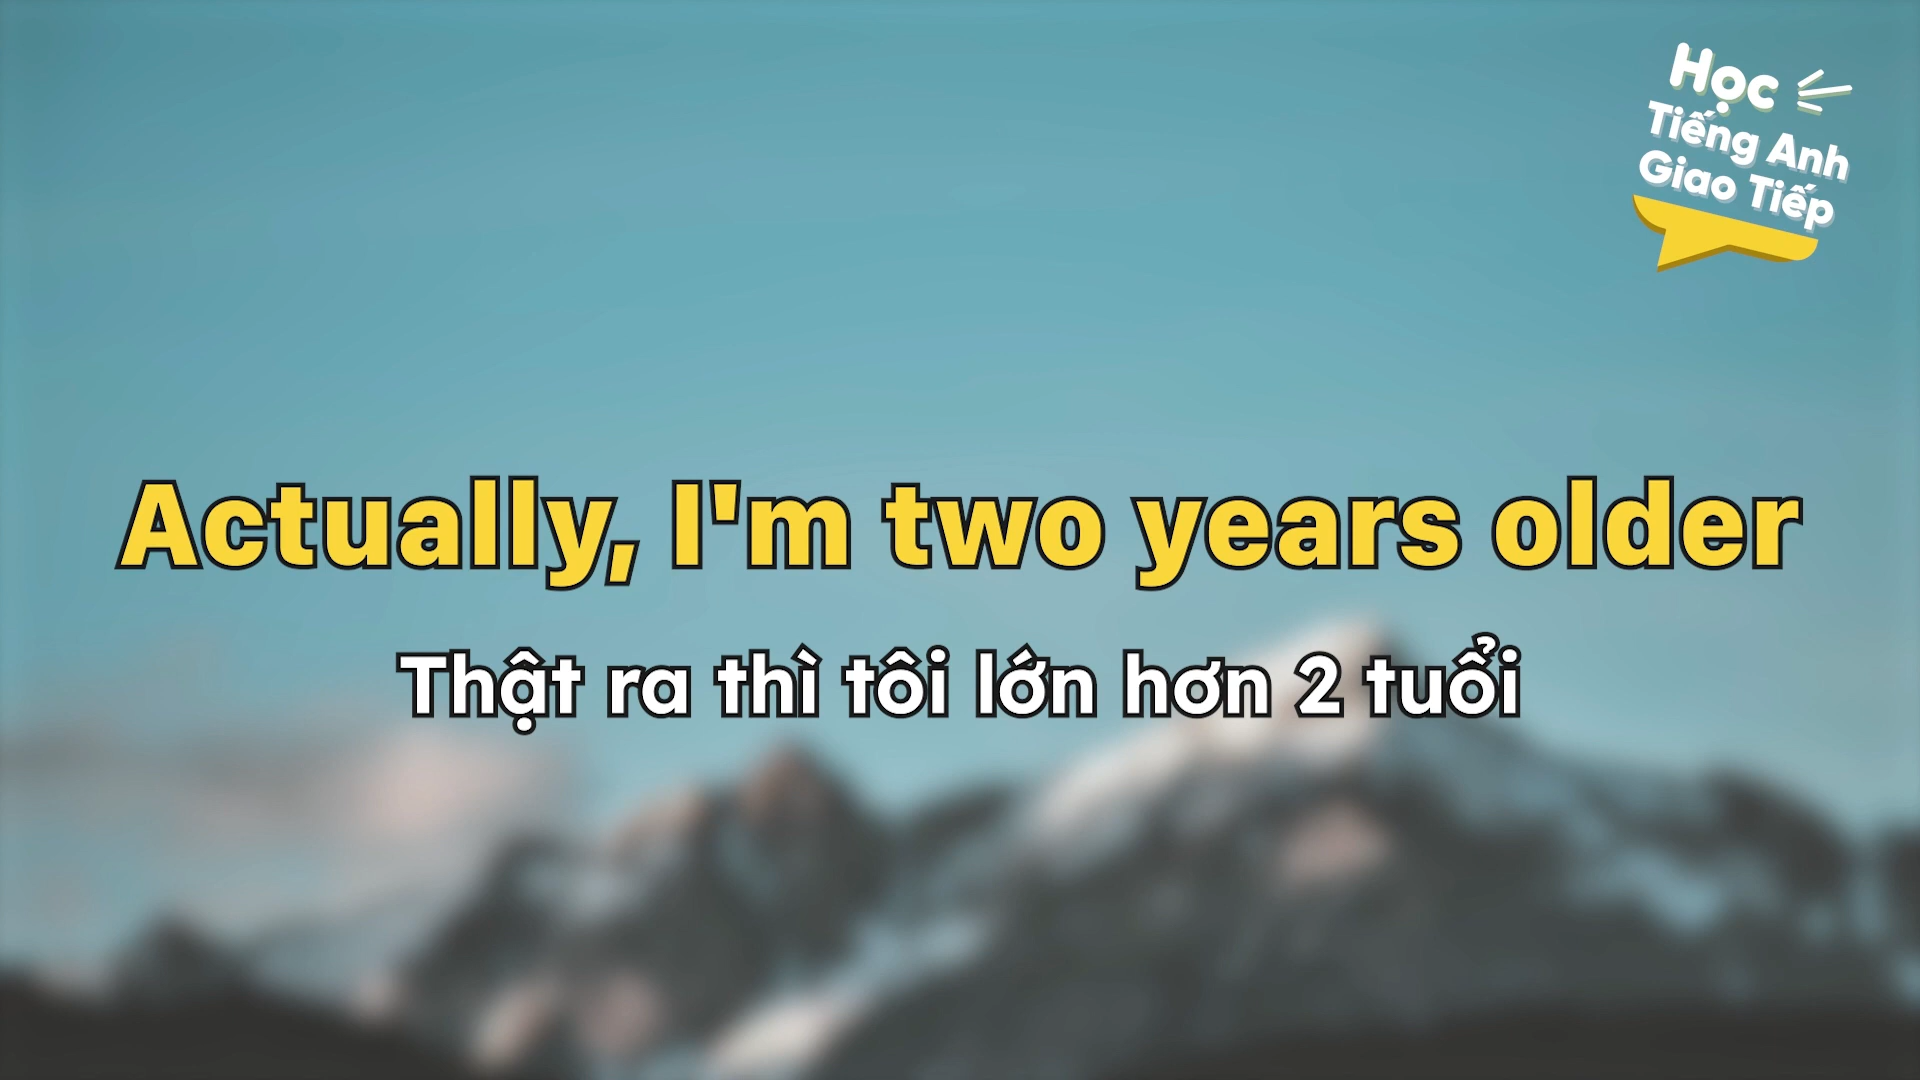 Học
Tiếng Anh
Giao Tiếp
Actually, I'm two years older
Thật ra thì tôi lớn hơn 2 tuổi